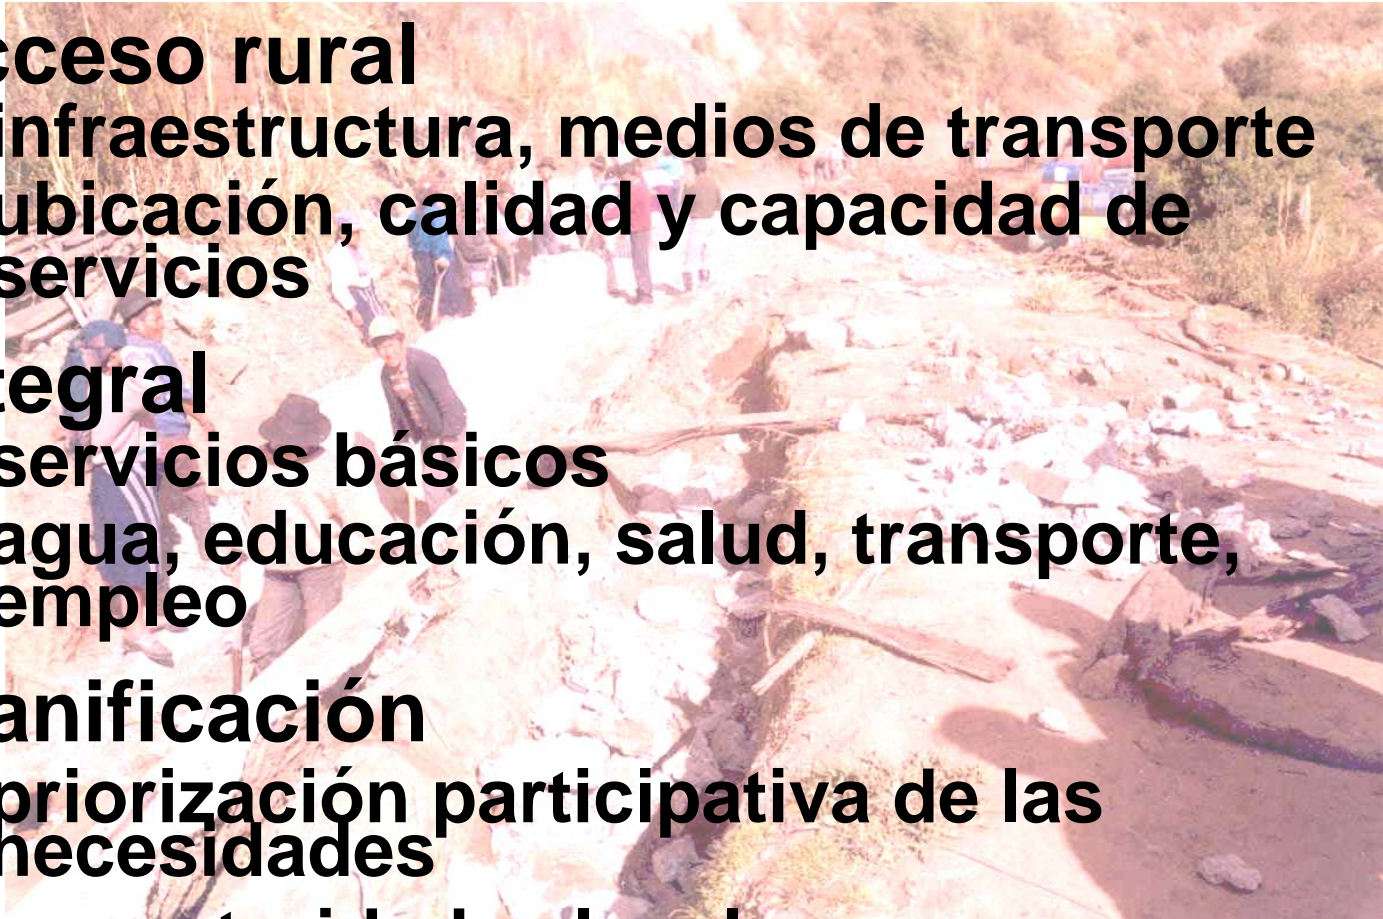 cceso rural
infraestructura, medios de transporte
ubicación, calidad y capacidad de
servicios
tegral
servicios básicos
agua, educación, salud, transporte,
empleo
anificación
priorización participativa de las
necesidades